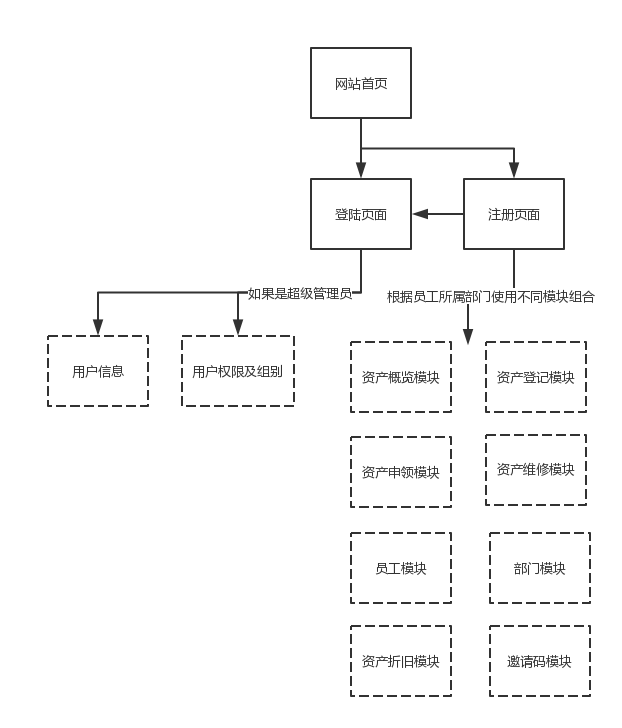 网站首页
登陆页面
注册页面
如果是超级管理员
根据员工所属部门使用不同模块组合
用户信息
用户权限及组别
资产概览模块
资产登记模块
资产申领模块
资产维修模块
员工模块
部门模块
资产折旧模块
邀请码模块